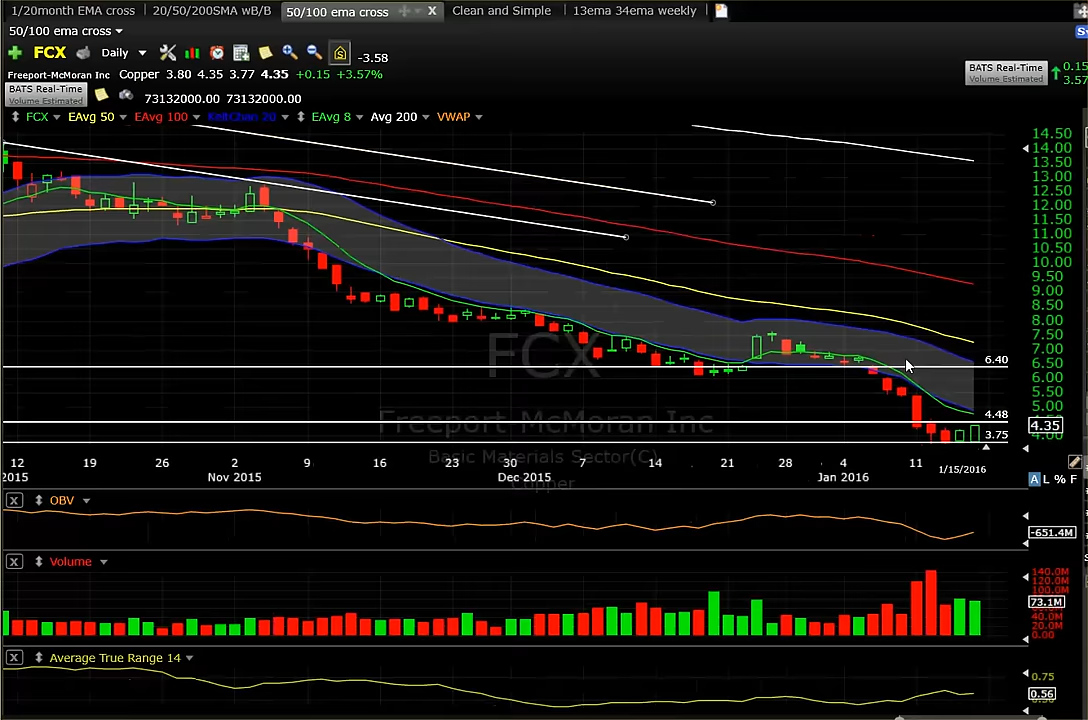 1/20month EMA cross 20/50/200SMA wB/B 50/100 ema cross X Clean and Simple 13ema 34ema weekly
50/100 ema cross
FCX Daily -3.58
Freeport-McMoran Inc Copper 3.80 4.35 3.77 4.35 +0.15 +3.57%
BATS Real-Time
Volume Estimated
73132000.00 73132000.00
BATS Real-Time
Volume Estimated
0.15
3.57
FCX EAvg 50 EAvg 100 KeltChan 20 EAvg 8 Avg 200 VWAP
14.50
14.00
13.50
13.00
12.50
12.00
11.50
11.00
10.50
10.00
9.50
9.00
8.50
8.00
7.50
7.00
6.50
6.00
5.50
5.00
4.35
4.00
6.40
4.48
3.75
FCX
Freeport McMoran Inc
Basic Materials Sector(C)
Copper
12 19 26 2 9 16 23 30 7 14 21 28 4 11 1/15/2016
2015 Nov 2015 Dec 2015 Jan 2016
A L % F
X OBV
-651.4M
X Volume
140.0M
120.0M
100.0M
73.1M
40.0M
20.0M
0.00
X Average True Range 14
0.75
0.56